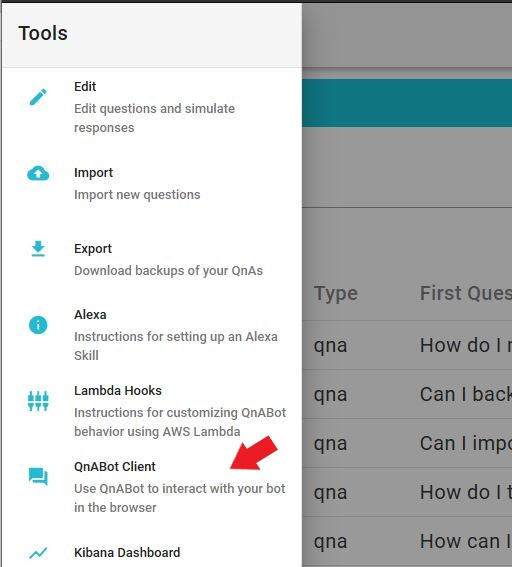 Tools
Edit
Edit questions and simulate
responses
Import
Import new questions
Export
Download backups of your QnAs
Alexa
Instructions for setting up an Alexa
Skill
Lambda Hooks
Instructions for customizing QnABot
behavior using AWS Lambda
QnABot Client
Use QnABot to interact with your bot
in the browser
Kibana Dashboard
Type First Ques
qna How do I
qna Can I back
qna Can I impo
qna How do I t
qna How can I